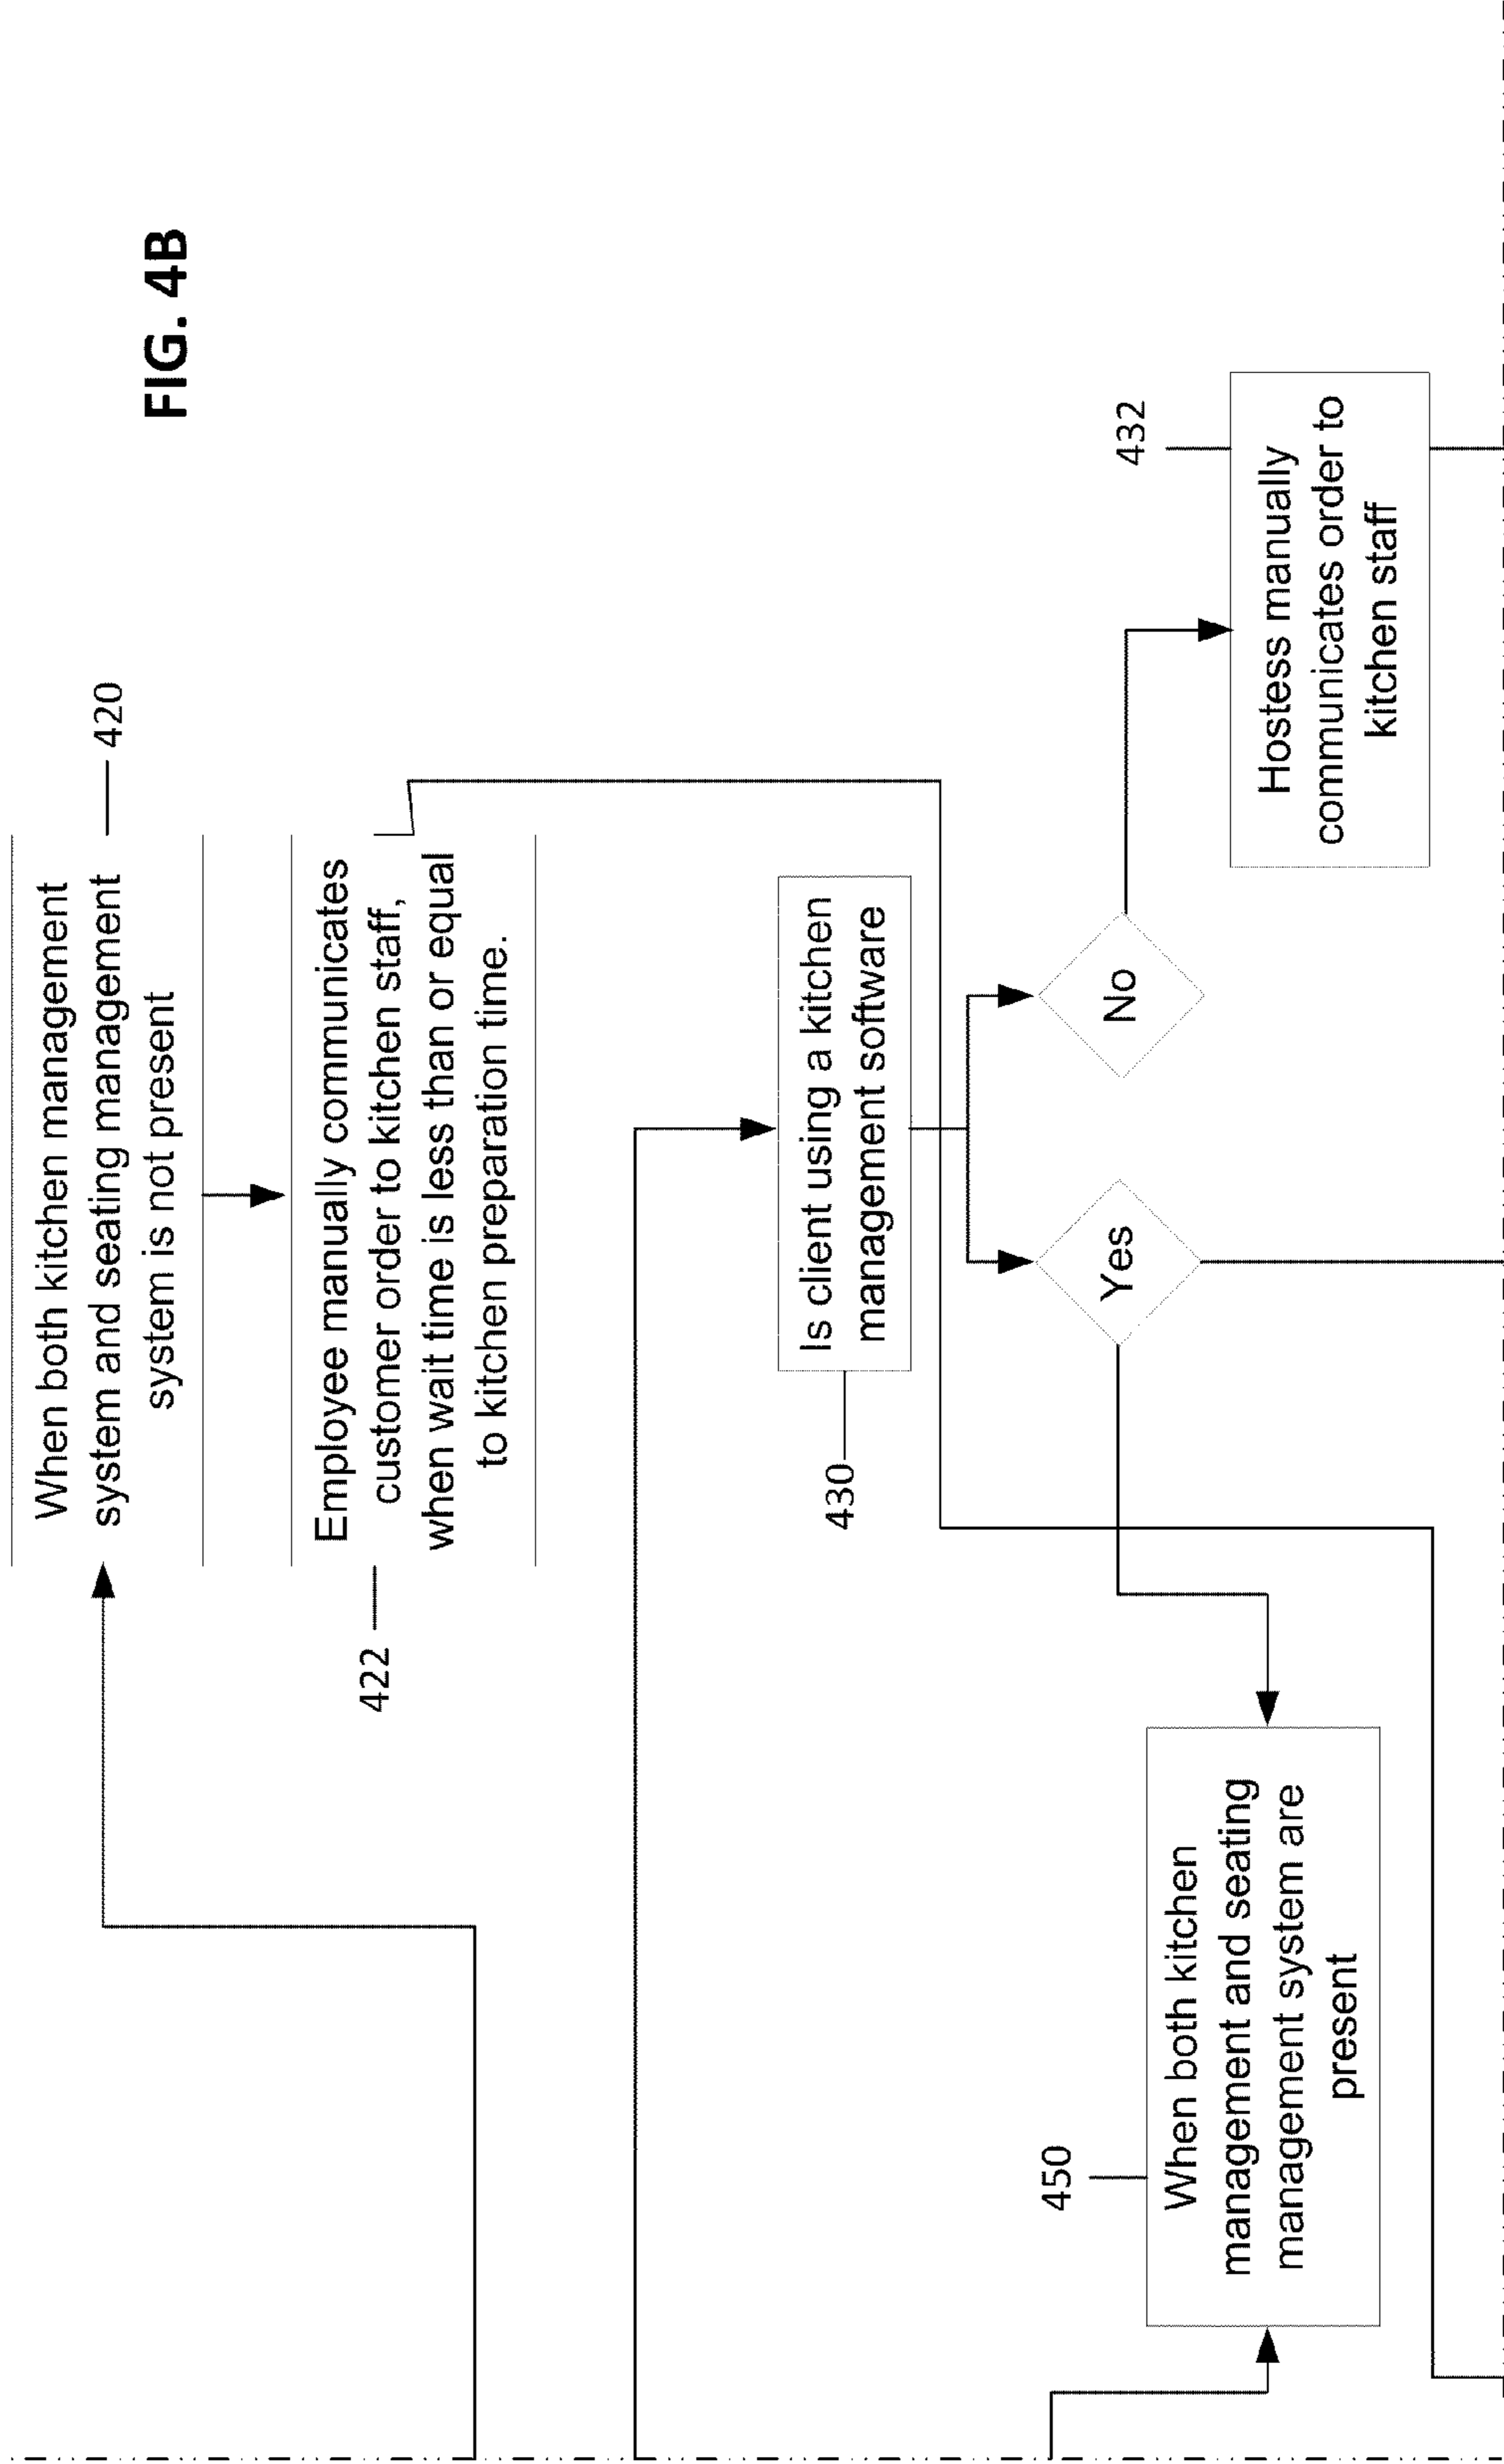 FIG. 4B
When both kitchen management
system and seating management
system is not present
420
Employee manually communicates
customer order to kitchen staff,
when wait time is less than or equal
to kitchen preparation time.
422
Is client using a kitchen
management software
430
Yes
No
432
Hostess manually
communicates order to
kitchen staff
450
When both kitchen
management and seating
management system are
present